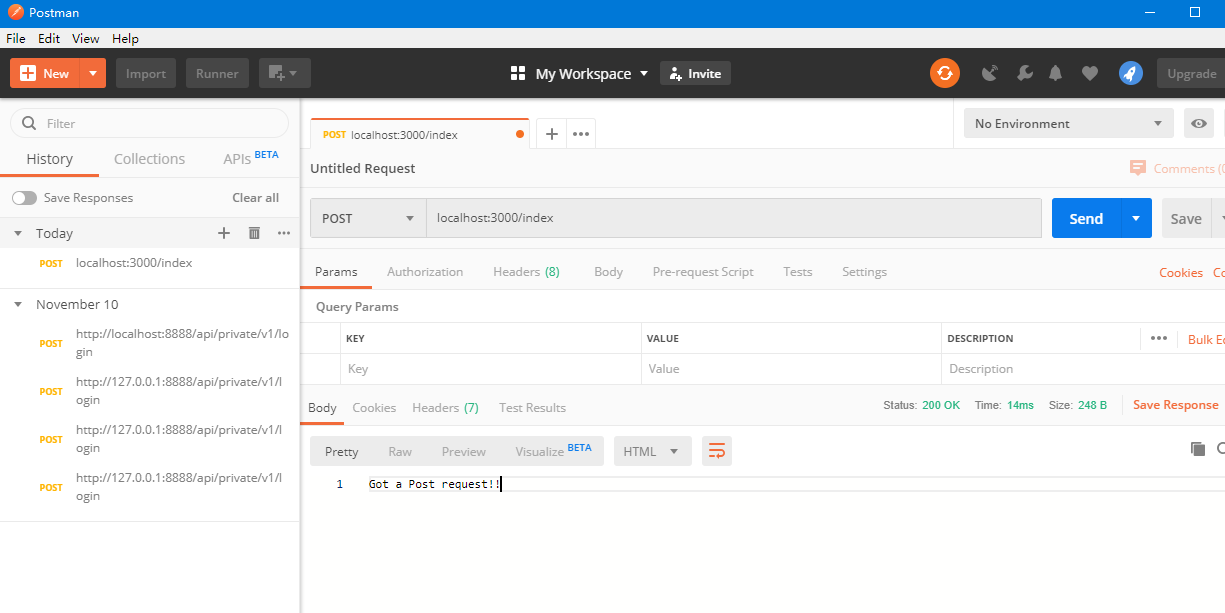 Postman
File Edit View Help
New Import Runner My Workspace Invite Upgrade
Filter
History Collections APIs BETA
Save Responses Clear all
Today
POST localhost:3000/index
November 10
POST http://localhost:8888/api/private/v1/lo
gin
POST http://127.0.0.1:8888/api/private/v1/l
ogin
POST http://127.0.0.1:8888/api/private/v1/l
ogin
POST http://127.0.0.1:8888/api/private/v1/l
ogin
POST localhost:3000/index
No Environment
Untitled Request
Comments (
POST localhost:3000/index Send Save
Params Authorization Headers (8) Body Pre-request Script Tests Settings Cookies Co
Query Params
KEY VALUE DESCRIPTION Bulk Ed
Key Value Description
Body Cookies Headers (7) Test Results Status: 200 OK Time: 14ms Size: 248 B Save Response
Pretty Raw Preview Visualize BETA HTML
1 Got a Post request!!